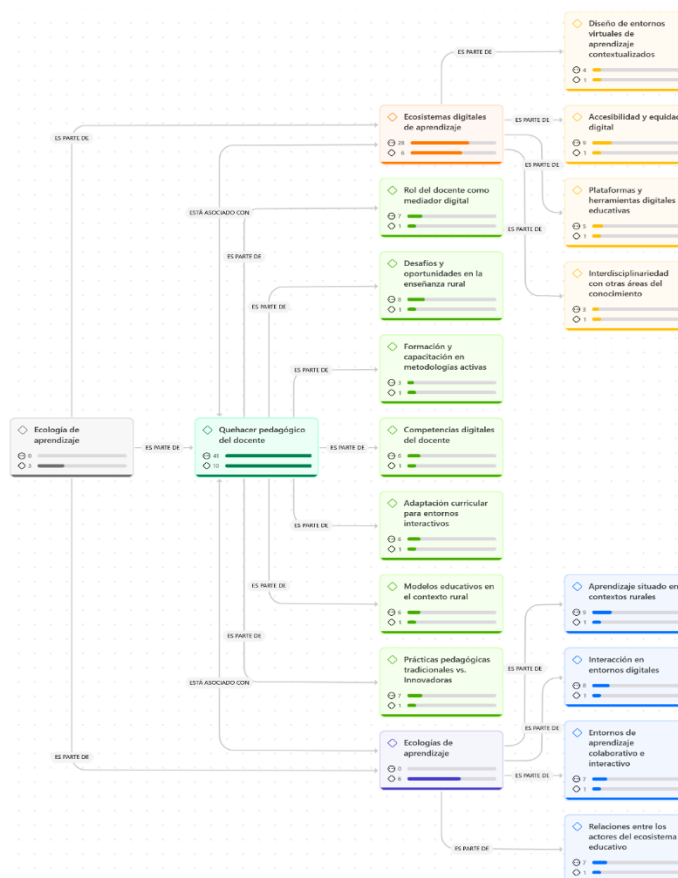 Diseño de entornos
virtuales de
aprendizaje
contextualizados
4
1
ES PARTE DE
Ecosistemas digitales
de aprendizaje
28
6
ES PARTE DE
Accesibilidad y equidad
digital
9
1
ES PARTE DE
ES PARTE DE
Plataformas y
herramientas digitales
educativas
5
1
ES PARTE DE
Interdisciplinariedad
con otras áreas del
conocimiento
1
Rol del docente como
mediador digital
7
1
ESTÁ ASOCIADO CON
ES PARTE DE
Desafíos y
oportunidades en la
enseñanza rural
8
1
ES PARTE DE
Formación y
capacitación en
metodologías activas
3
1
ES PARTE DE
Ecología de
aprendizaje
0
3
ES PARTE DE
Quehacer pedagógico
del docente
41
10
ES PARTE DE
Competencias digitales
del docente
6
1
Adaptación curricular
para entornos
interactivos
6
1
ES PARTE DE
Modelos educativos en
el contexto rural
6
1
ES PARTE DE
Prácticas pedagógicas
tradicionales vs.
Innovadoras
7
1
ES PARTE DE
ESTÁ ASOCIADO CON
Ecologías de
aprendizaje
0
6
ES PARTE DE
Aprendizaje situado en
contextos rurales
9
1
ES PARTE DE
Interacción en
entornos digitales
8
1
ES PARTE DE
Entornos de
aprendizaje
colaborativo e
interactivo
7
1
ES PARTE DE
Relaciones entre los
actores del ecosistema
educativo
7
1
ES PARTE DE